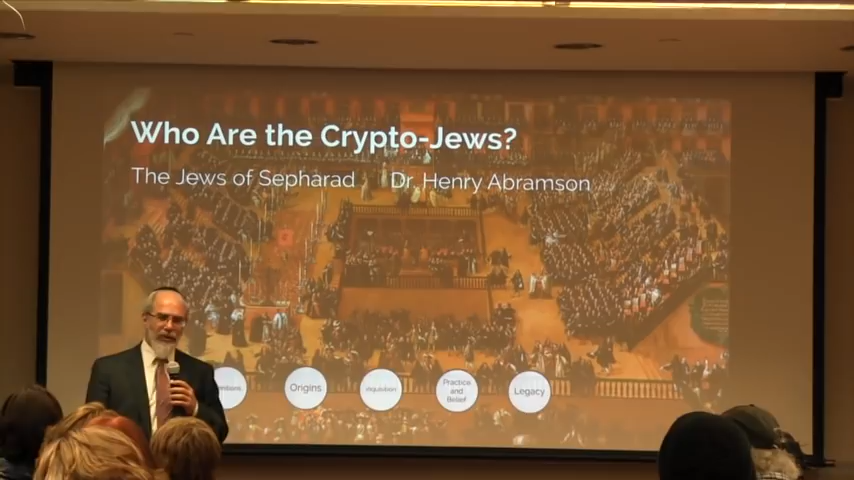 Who Are the Crypto-Jews?
The Jews of Sepharad Dr. Henry Abramson
Origins
Inquisition
Practice
and
Belief
Legacy